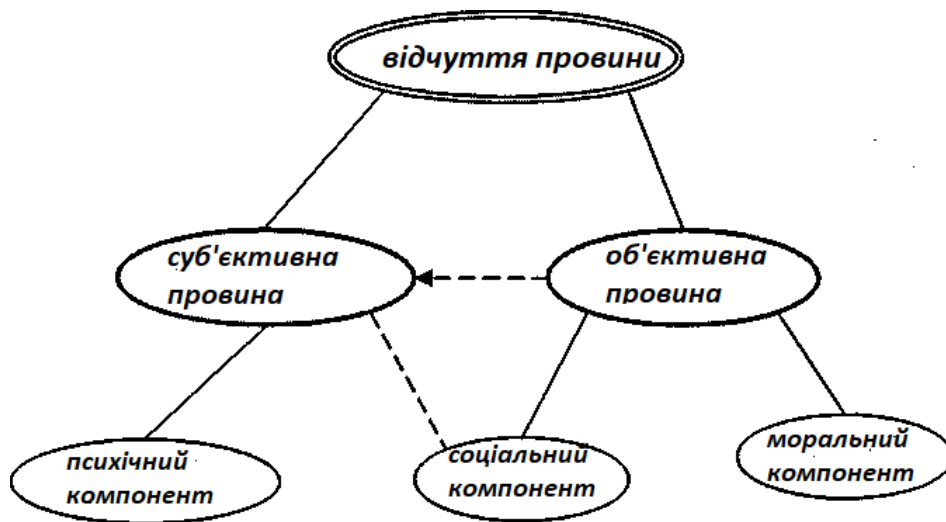 відчуття провини
суб'єктивна
провина
об'єктивна
провина
психічний
компонент
соціальний
компонент
моральний
компонент